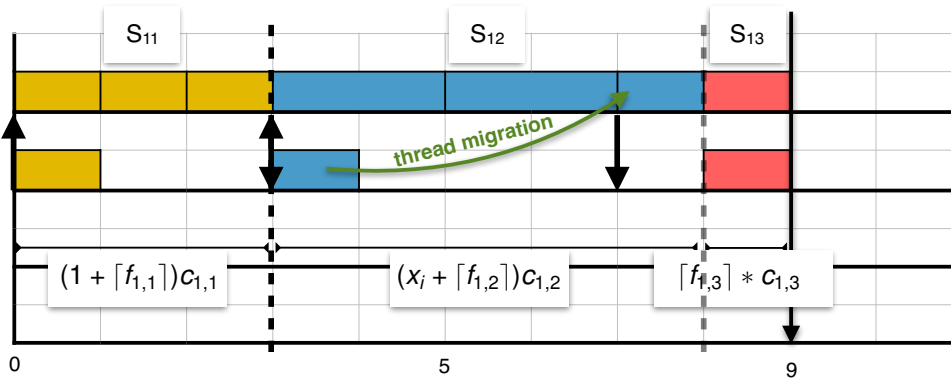 S₁₁
S₁₂
S₁₃
thread migration
(1 + ⌈f₁,₁⌉)c₁,₁
(xᵢ + ⌈f₁,₂⌉)c₁,₂
⌈f₁,₃⌉ ∗ c₁,₃
0
5
9